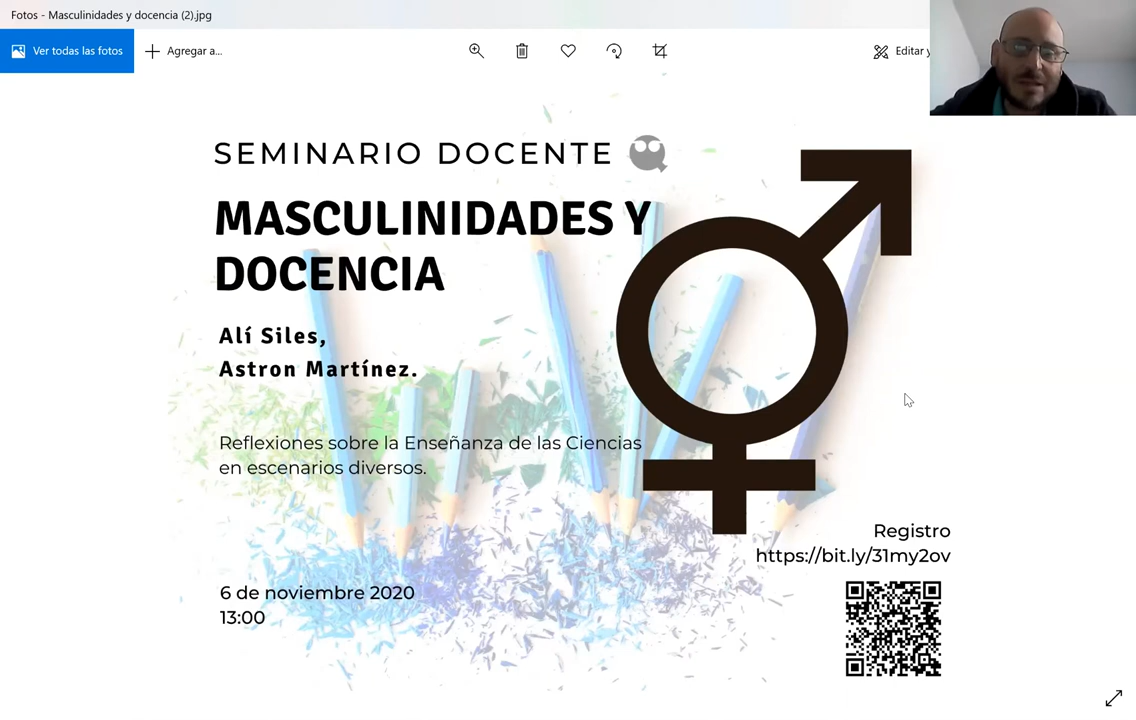 Fotos - Masculinidades y docencia (2).jpg
Ver todas las fotos
Agregar a...
Editar y
SEMINARIO DOCENTE
MASCULINIDADES Y
DOCENCIA
Alí Siles,
Astron Martínez.
Reflexiones sobre la Enseñanza de las Ciencias
en escenarios diversos.
Registro
https://bit.ly/31my2ov
6 de noviembre 2020
13:00